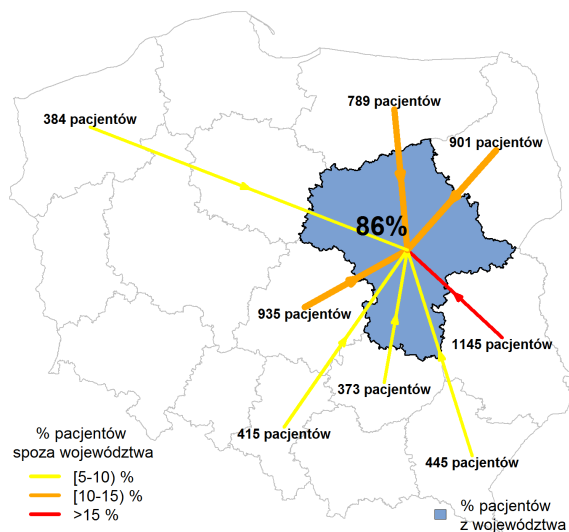 789 pacjentów
384 pacjentów
901 pacjentów
86%
935 pacjentów
1145 pacjentów
373 pacjentów
415 pacjentów
445 pacjentów
% pacjentów
spoza województwa
[5-10) %
[10-15) %
>15 %
% pacjentów
z województwa